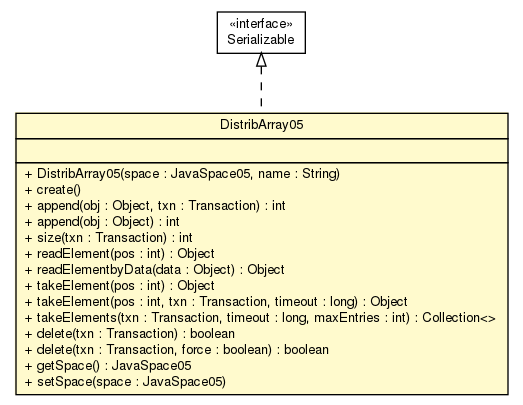 «interface»
Serializable
DistribArray05
+ DistribArray05(space : JavaSpace05, name : String)
+ create()
+ append(obj : Object, txn : Transaction) : int
+ append(obj : Object) : int
+ size(txn : Transaction) : int
+ readElement(pos : int) : Object
+ readElementbyData(data : Object) : Object
+ takeElement(pos : int) : Object
+ takeElement(pos : int, txn : Transaction, timeout : long) : Object
+ takeElements(txn : Transaction, timeout : long, maxEntries : int) : Collection<>
+ delete(txn : Transaction) : boolean
+ delete(txn : Transaction, force : boolean) : boolean
+ getSpace() : JavaSpace05
+ setSpace(space : JavaSpace05)